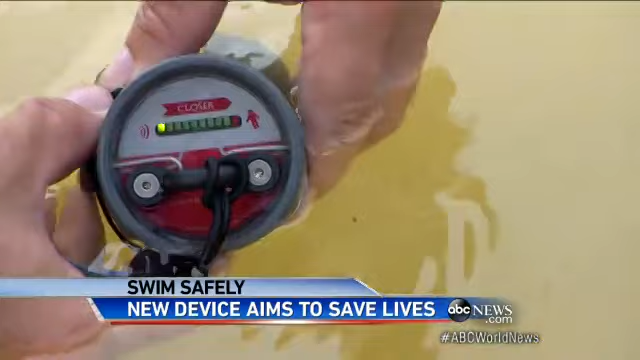 CLOSER
SWIM SAFELY
NEW DEVICE AIMS TO SAVE LIVES
abc NEWS
.com
#ABCWorldNews